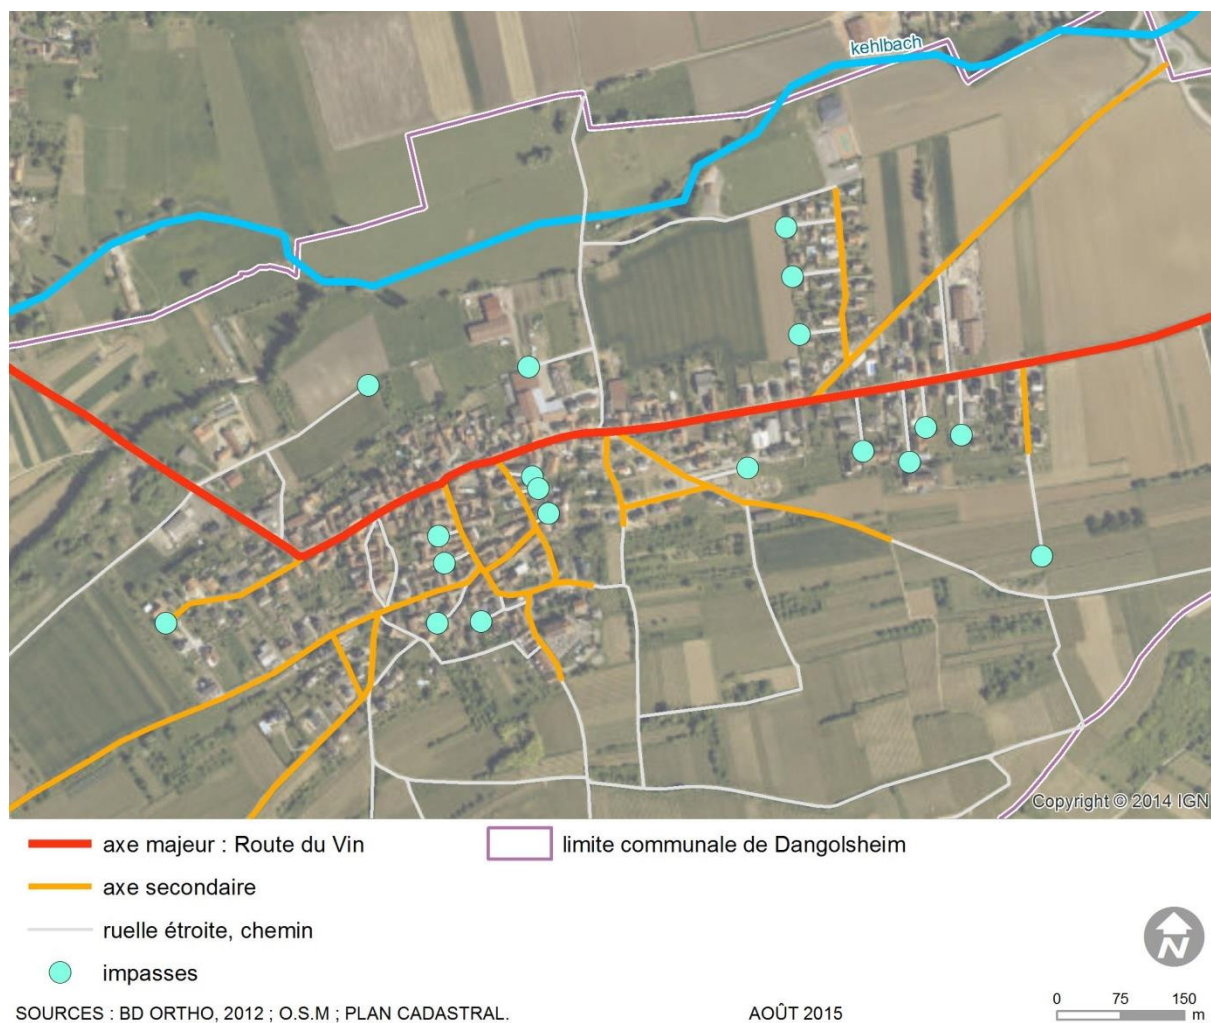 kehlbach
Copyright © 2014 IGN
axe majeur : Route du Vin
limite communale de Dangolsheim
axe secondaire
ruelle étroite, chemin
impasses
N
0 75 150
m
SOURCES : BD ORTHO, 2012 ; O.S.M ; PLAN CADASTRAL.
AOÛT 2015